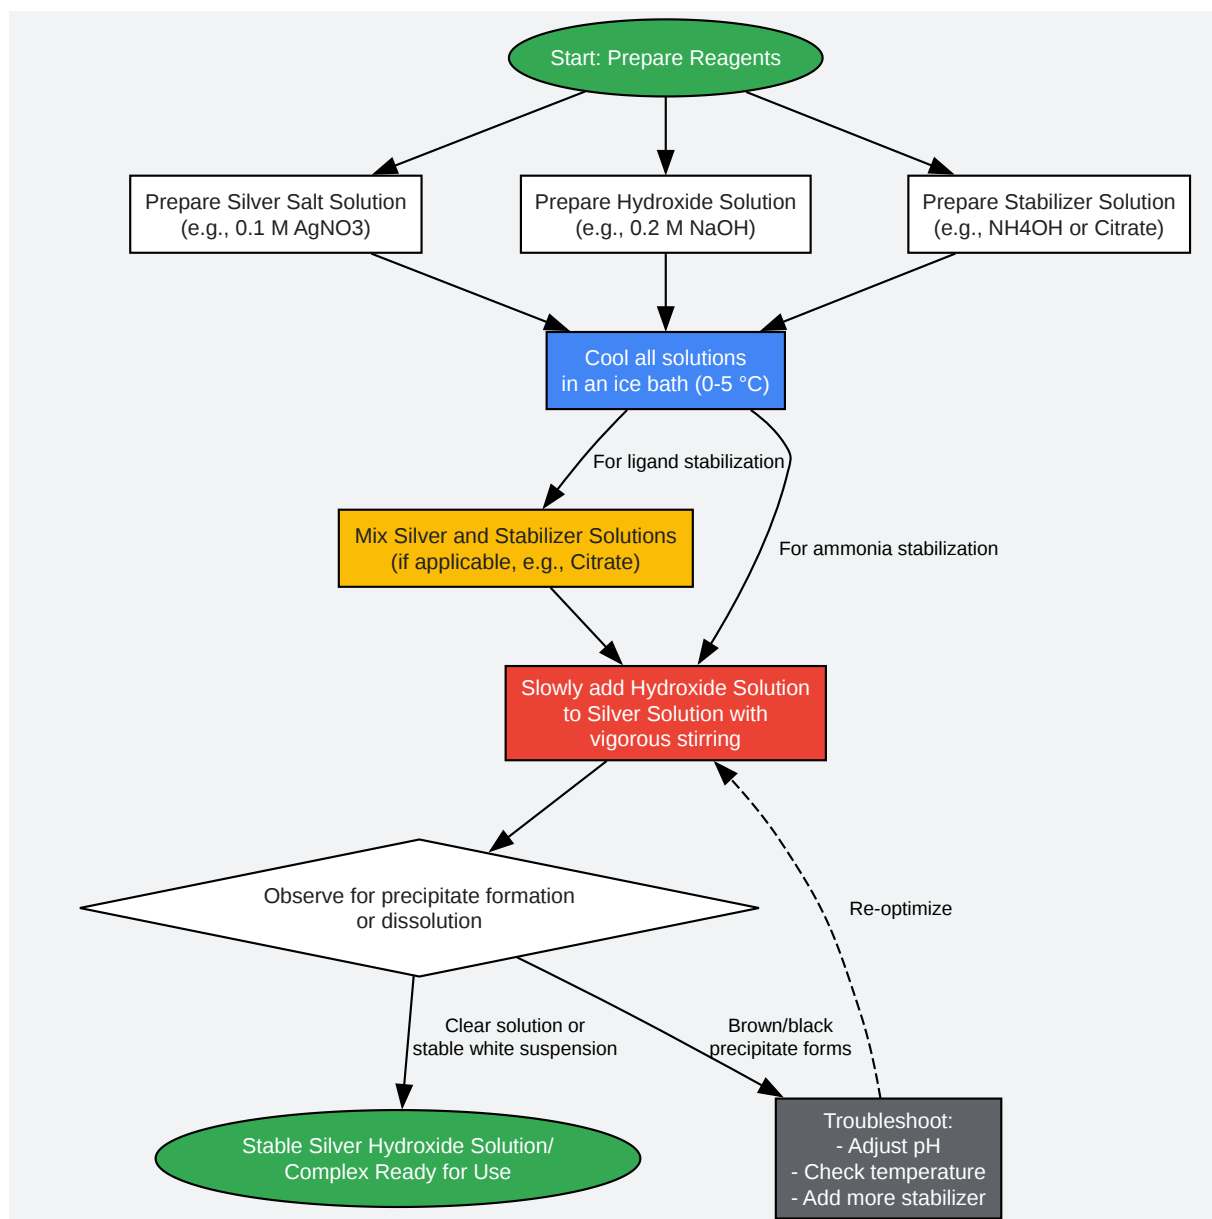 Start: Prepare Reagents
Prepare Silver Salt Solution
(e.g., 0.1 M AgNO3)
Prepare Hydroxide Solution
(e.g., 0.2 M NaOH)
Prepare Stabilizer Solution
(e.g., NH4OH or Citrate)
Cool all solutions
in an ice bath (0-5 °C)
For ligand stabilization
Mix Silver and Stabilizer Solutions
(if applicable, e.g., Citrate)
For ammonia stabilization
Slowly add Hydroxide Solution
to Silver Solution with
vigorous stirring
Observe for precipitate formation
or dissolution
Re-optimize
Clear solution or
stable white suspension
Brown/black
precipitate forms
Stable Silver Hydroxide Solution/
Complex Ready for Use
Troubleshoot:
- Adjust pH
- Check temperature
- Add more stabilizer